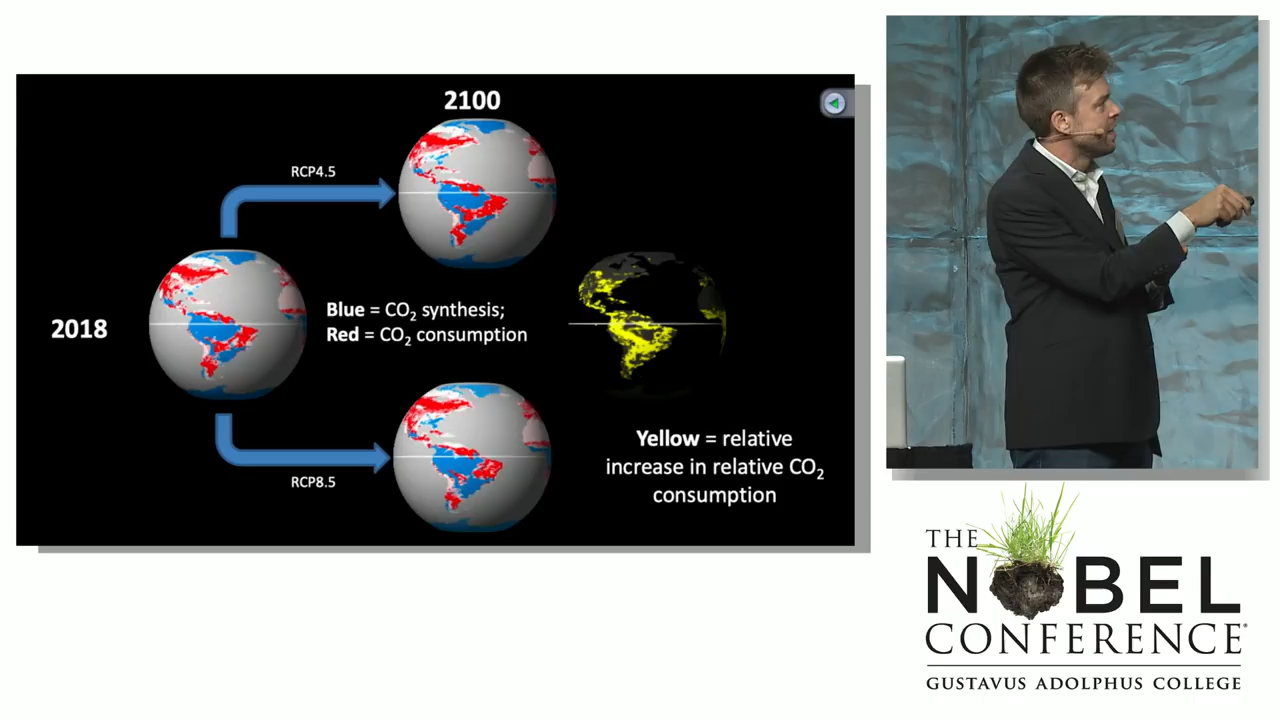 2100
RCP4.5
2018
Blue = CO₂ synthesis;
Red = CO₂ consumption
RCP8.5
Yellow = relative
increase in relative CO₂
consumption
THE
NOBEL
CONFERENCE®
GUSTAVUS ADOLPHUS COLLEGE